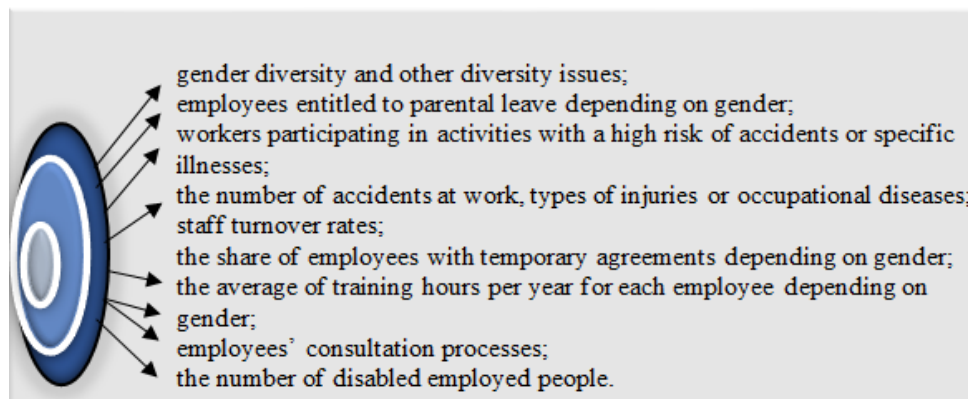 gender diversity and other diversity issues;
employees entitled to parental leave depending on gender;
workers participating in activities with a high risk of accidents or specific
illnesses;
the number of accidents at work, types of injuries or occupational diseases;
staff turnover rates;
the share of employees with temporary agreements depending on gender;
the average of training hours per year for each employee depending on
gender;
employees’ consultation processes;
the number of disabled employed people.